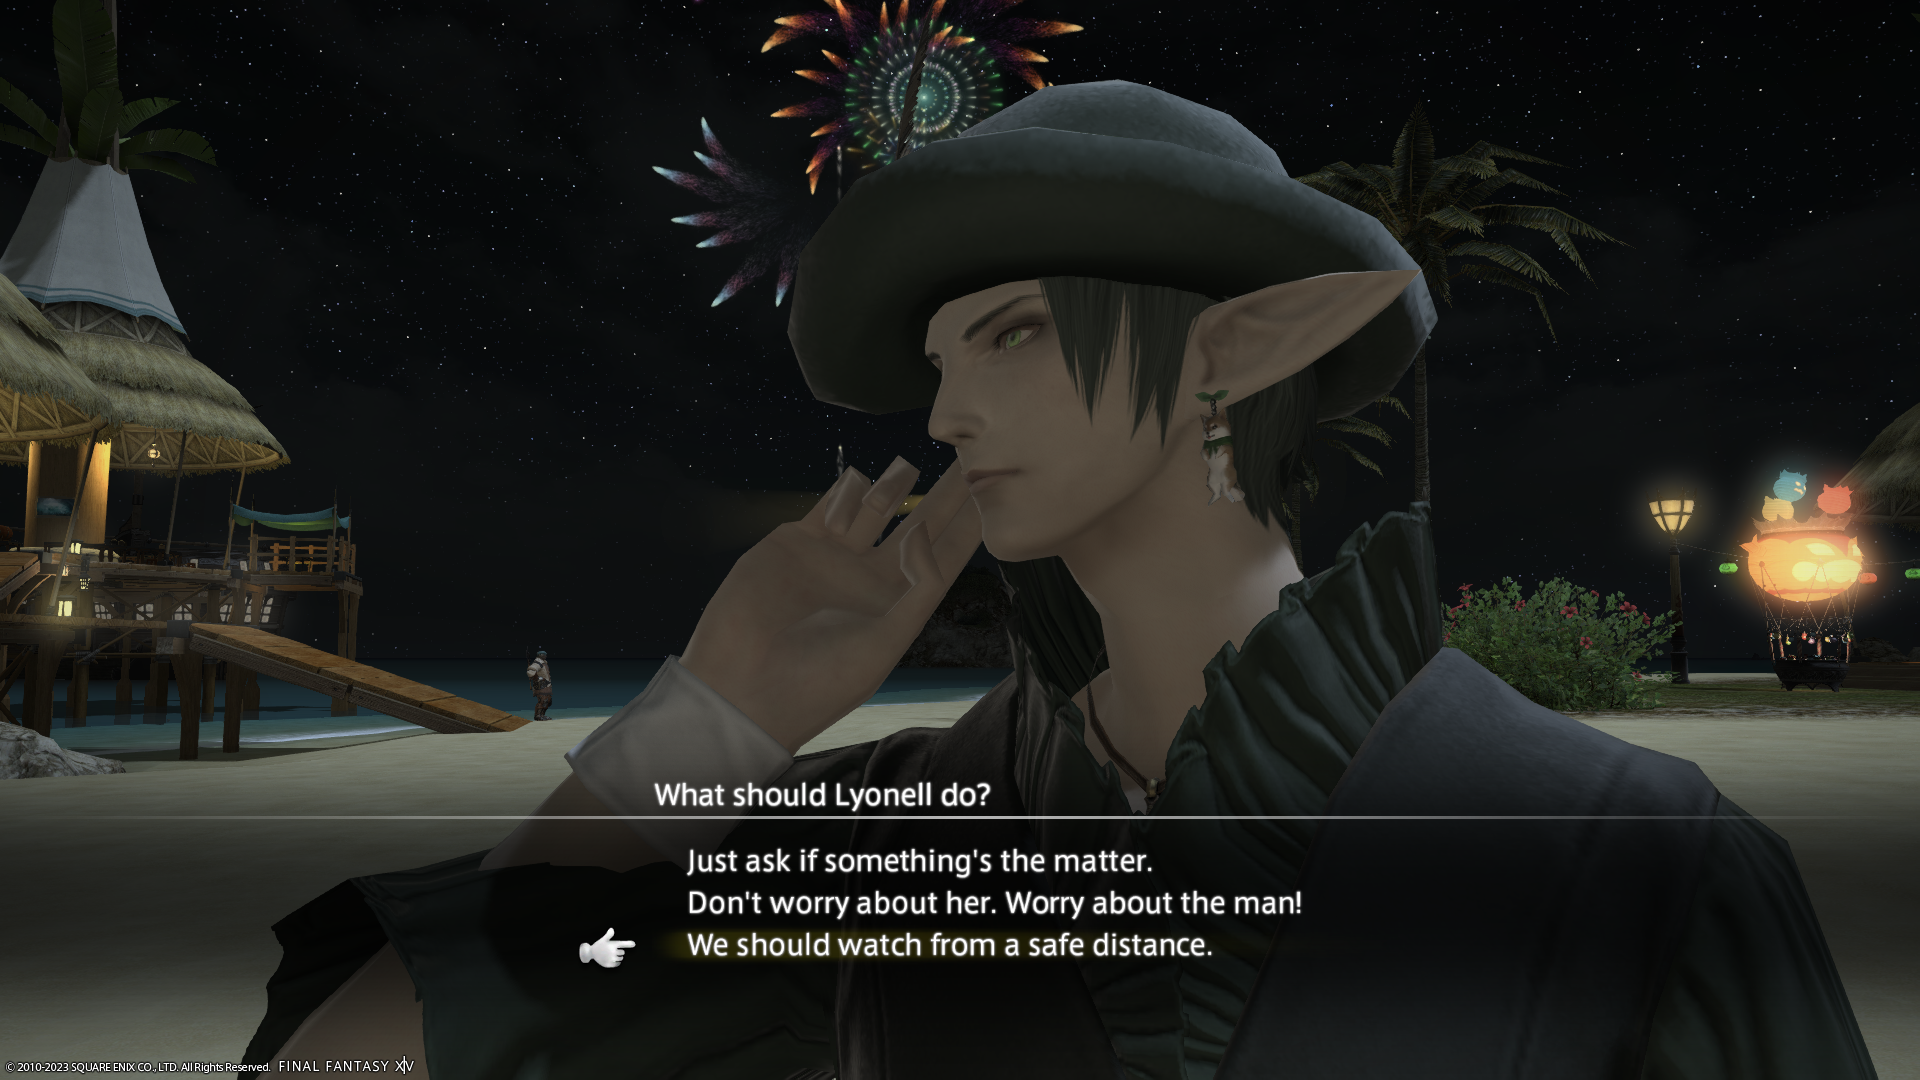 What should Lyonell do?
Just ask if something's the matter.
Don't worry about her. Worry about the man!
We should watch from a safe distance.
© 2010-2023 SQUARE ENIX CO., LTD. All Rights Reserved. FINAL FANTASY XIV